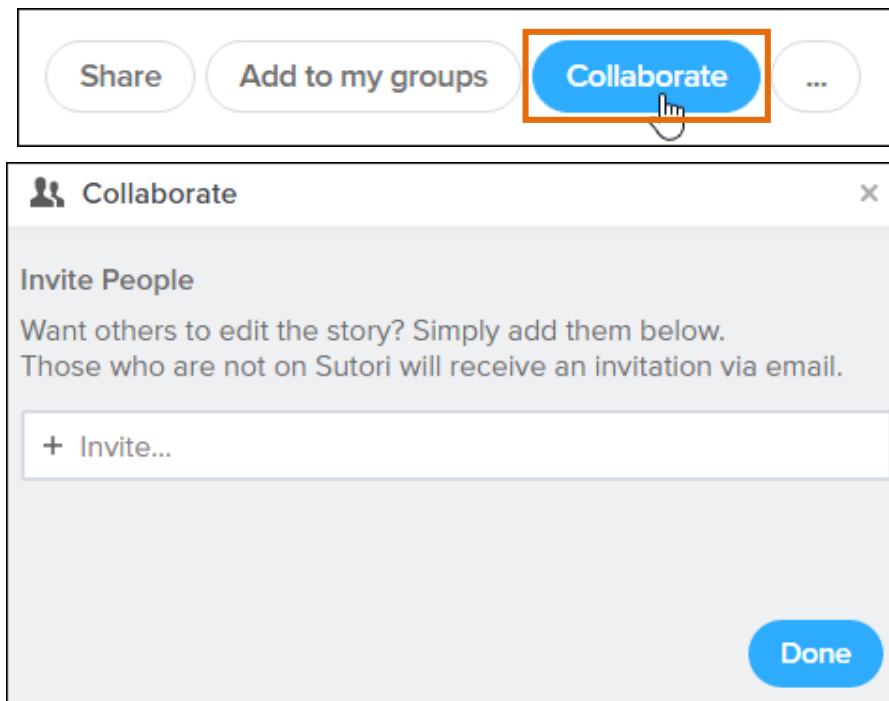 Share Add to my groups Collaborate ...
Collaborate ×
Invite People
Want others to edit the story? Simply add them below.
Those who are not on Sutori will receive an invitation via email.
+ Invite...
Done